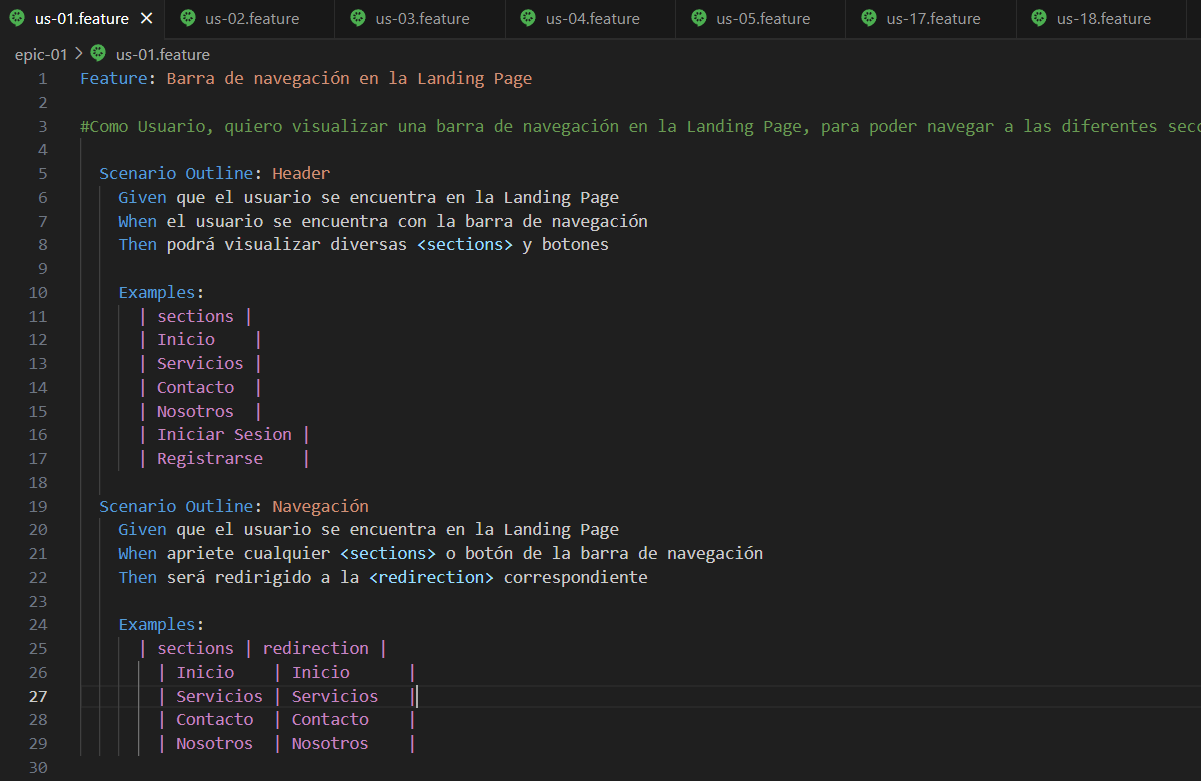 us-01.feature us-02.feature us-03.feature us-04.feature us-05.feature us-17.feature us-18.feature
epic-01 > us-01.feature
1 Feature: Barra de navegación en la Landing Page
2
3 #Como Usuario, quiero visualizar una barra de navegación en la Landing Page, para poder navegar a las diferentes
4
5 Scenario Outline: Header
6 Given que el usuario se encuentra en la Landing Page
7 When el usuario se encuentra con la barra de navegación
8 Then podrá visualizar diversas <sections> y botones
9
10 Examples:
11 | sections |
12 | Inicio |
13 | Servicios |
14 | Contacto |
15 | Nosotros |
16 | Iniciar Sesion |
17 | Registrarse |
18
19 Scenario Outline: Navegación
20 Given que el usuario se encuentra en la Landing Page
21 When apriete cualquier <sections> o botón de la barra de navegación
22 Then será redirigido a la <redirection> correspondiente
23
24 Examples:
25 | sections | redirection |
26 | Inicio | Inicio |
27 | Servicios | Servicios |
28 | Contacto | Contacto |
29 | Nosotros | Nosotros |
30